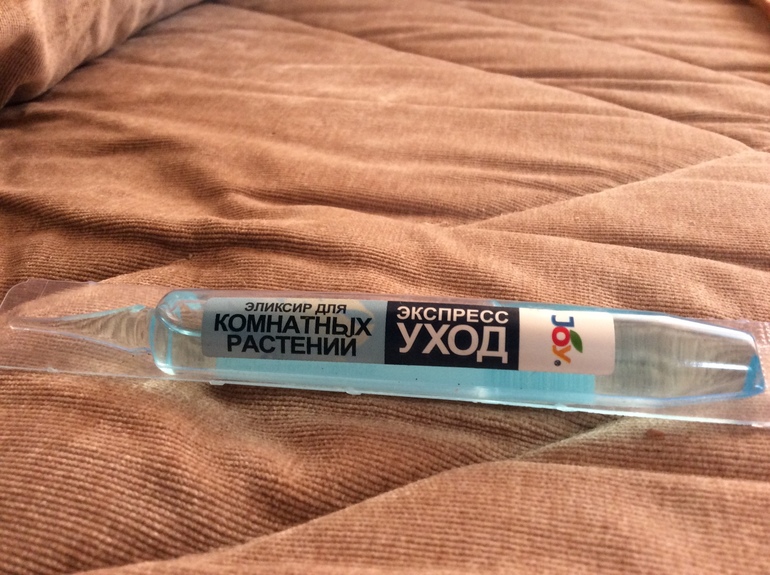 ЭЛИКСИР ДЛЯ
КОМНАТНЫХ
РАСТЕНИЙ
ЭКСПРЕСС
УХОД
JOY®